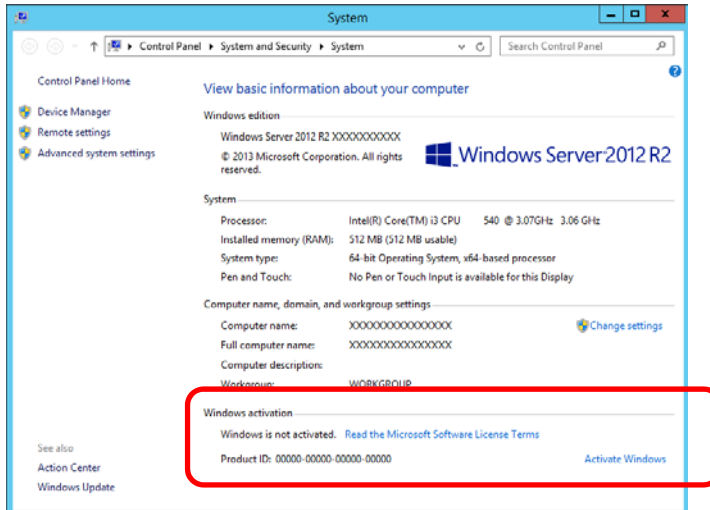 System
Control Panel ▸ System and Security ▸ System
Search Control Panel
Control Panel Home
Device Manager
Remote settings
Advanced system settings
See also
Action Center
Windows Update
View basic information about your computer
Windows edition
Windows Server 2012 R2 XXXXXXXXXX
© 2013 Microsoft Corporation. All rights
reserved.
Windows Server 2012 R2
System
Processor: Intel(R) Core(TM) i3 CPU 540 @ 3.07GHz 3.06 GHz
Installed memory (RAM): 512 MB (512 MB usable)
System type: 64-bit Operating System, x64-based processor
Pen and Touch: No Pen or Touch Input is available for this Display
Computer name, domain, and workgroup settings
Computer name: XXXXXXXXXXXXXXX
Change settings
Full computer name: XXXXXXXXXXXXXXX
Computer description:
Workgroup: WORKGROUP
Windows activation
Windows is not activated. Read the Microsoft Software License Terms
Product ID: 00000-00000-00000-00000
Activate Windows